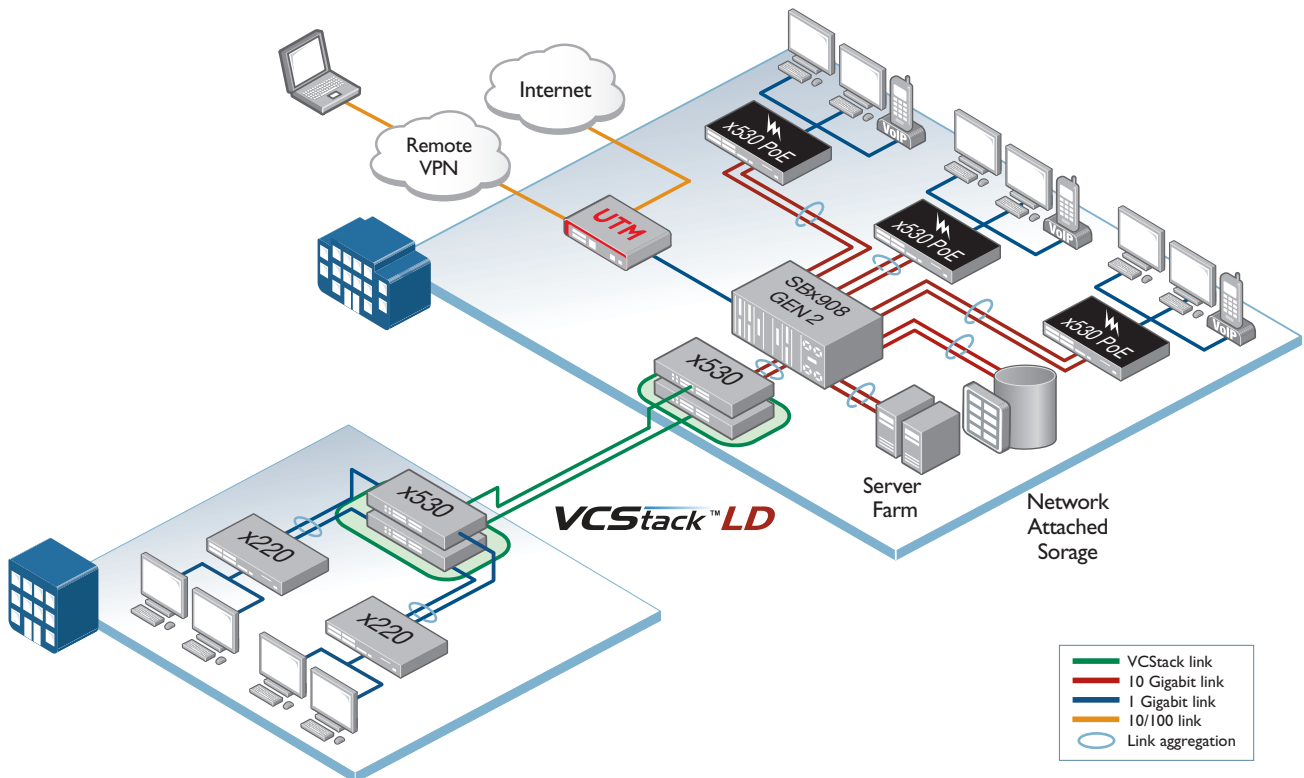 Internet
Remote
VPN
UTM
x530 PoE
VoIP
x530 PoE
VoIP
x530 PoE
VoIP
SBx908
GEN 2
x530
Server
Farm
Network
Attached
Sorage
x530
VCStack™ LD
x220
x220
VCStack link
10 Gigabit link
1 Gigabit link
10/100 link
Link aggregation